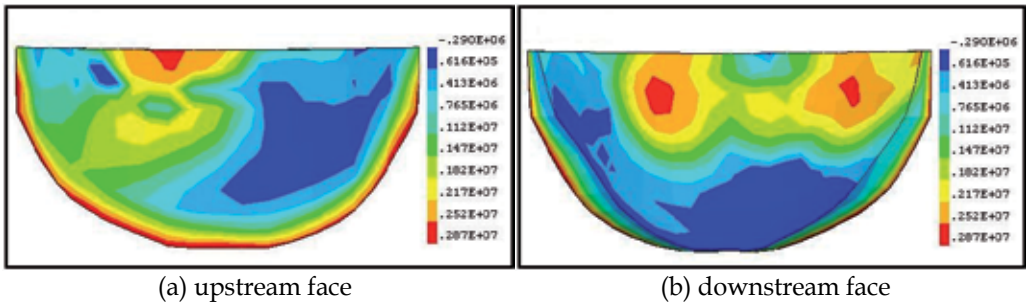 -.290E+06
.616E+05
.413E+06
.765E+06
.112E+07
.147E+07
.182E+07
.217E+07
.252E+07
.287E+07
(a) upstream face
-.290E+06
.616E+05
.413E+06
.765E+06
.112E+07
.147E+07
.182E+07
.217E+07
.252E+07
.287E+07
(b) downstream face